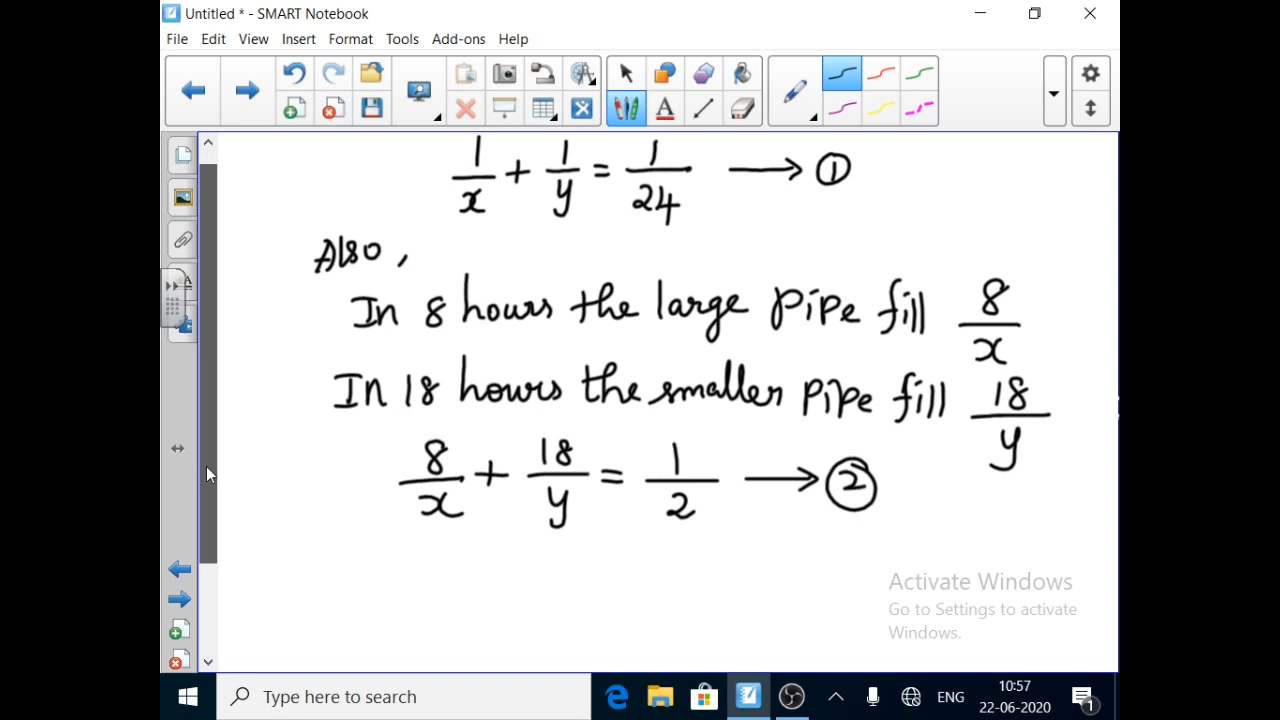 Untitled * - SMART Notebook
File Edit View Insert Format Tools Add-ons Help
1/x + 1/y = 1/24 → ①
Also,
In 8 hours the large pipe fill 8/x
In 18 hours the smaller pipe fill 18/y
8/x + 18/y = 1/2 → ②
Activate Windows
Go to Settings to activate
Windows.
Type here to search
ENG
10:57
22-06-2020
1